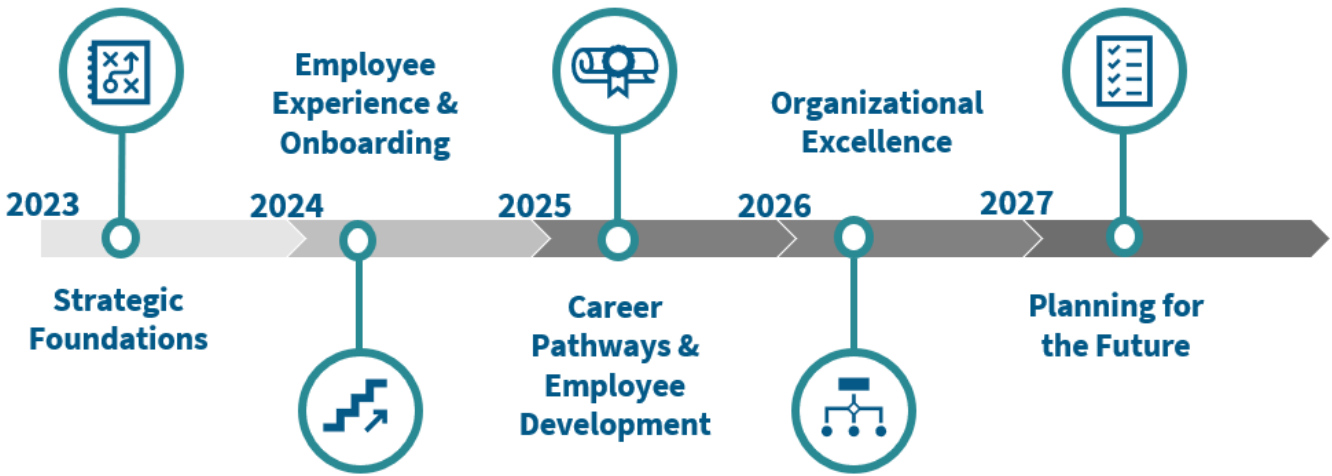 2023
Strategic
Foundations
2024
Employee
Experience &
Onboarding
2025
Career
Pathways &
Employee
Development
2026
Organizational
Excellence
2027
Planning for
the Future